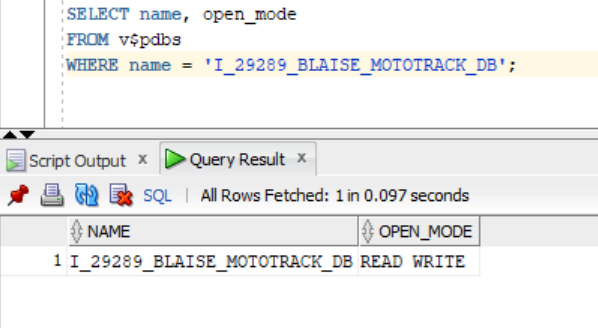 SELECT name, open_mode
FROM v$pdbs
WHERE name = 'I_29289_BLAISE_MOTOTRACK_DB';
Script Output x Query Result x
SQL | All Rows Fetched: 1 in 0.097 seconds
NAME OPEN_MODE
1 I_29289_BLAISE_MOTOTRACK_DB READ WRITE